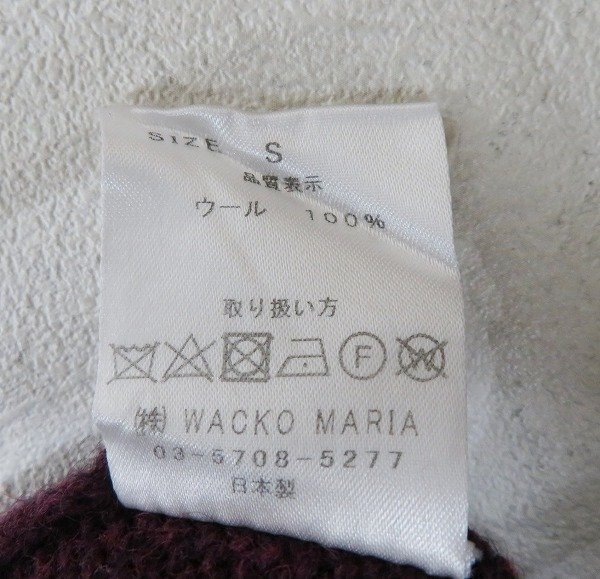 SIZE S
品質表示
ウール 100%
取り扱い方
F W
㈱ WACKO MARIA
03-5708-5277
日本製